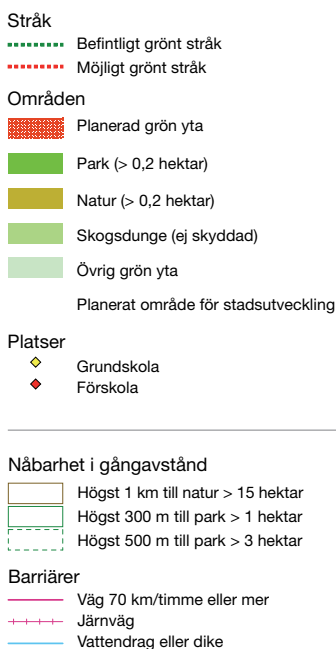 Stråk
Befintligt grönt stråk
Möjligt grönt stråk
Områden
Planerad grön yta
Park (> 0,2 hektar)
Natur (> 0,2 hektar)
Skogsdunge (ej skyddad)
Övrig grön yta
Planerat område för stadsutveckling
Platser
Grundskola
Förskola
Nåbarhet i gångavstånd
Högst 1 km till natur > 15 hektar
Högst 300 m till park > 1 hektar
Högst 500 m till park > 3 hektar
Barriärer
Väg 70 km/timme eller mer
Järnväg
Vattendrag eller dike